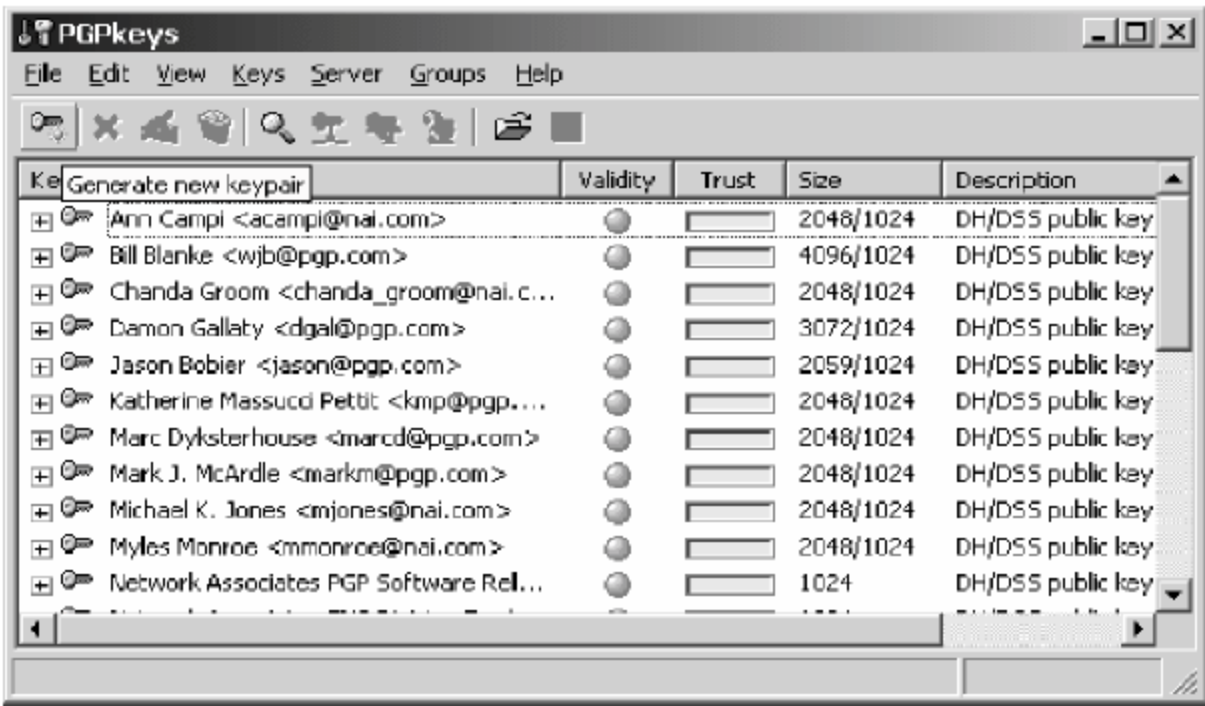 PGPkeys
File Edit View Keys Server Groups Help
Ke Validity Trust Size Description
Generate new keypair
Ann Campi <acampi@nai.com> 2048/1024 DH/DSS public key
Bill Blanke <wjb@pgp.com> 4096/1024 DH/DSS public key
Chanda Groom <chanda_groom@nai.c... 2048/1024 DH/DSS public key
Damon Gallaty <dgal@pgp.com> 3072/1024 DH/DSS public key
Jason Bobier <jason@pgp.com> 2059/1024 DH/DSS public key
Katherine Massucci Pettit <kmp@pgp.... 2048/1024 DH/DSS public key
Marc Dyksterhouse <marcd@pgp.com> 2048/1024 DH/DSS public key
Mark J. McArdle <markm@pgp.com> 2048/1024 DH/DSS public key
Michael K. Jones <mjones@nai.com> 2048/1024 DH/DSS public key
Myles Monroe <mmonroe@nai.com> 2048/1024 DH/DSS public key
Network Associates PGP Software Rel... 1024 DH/DSS public key